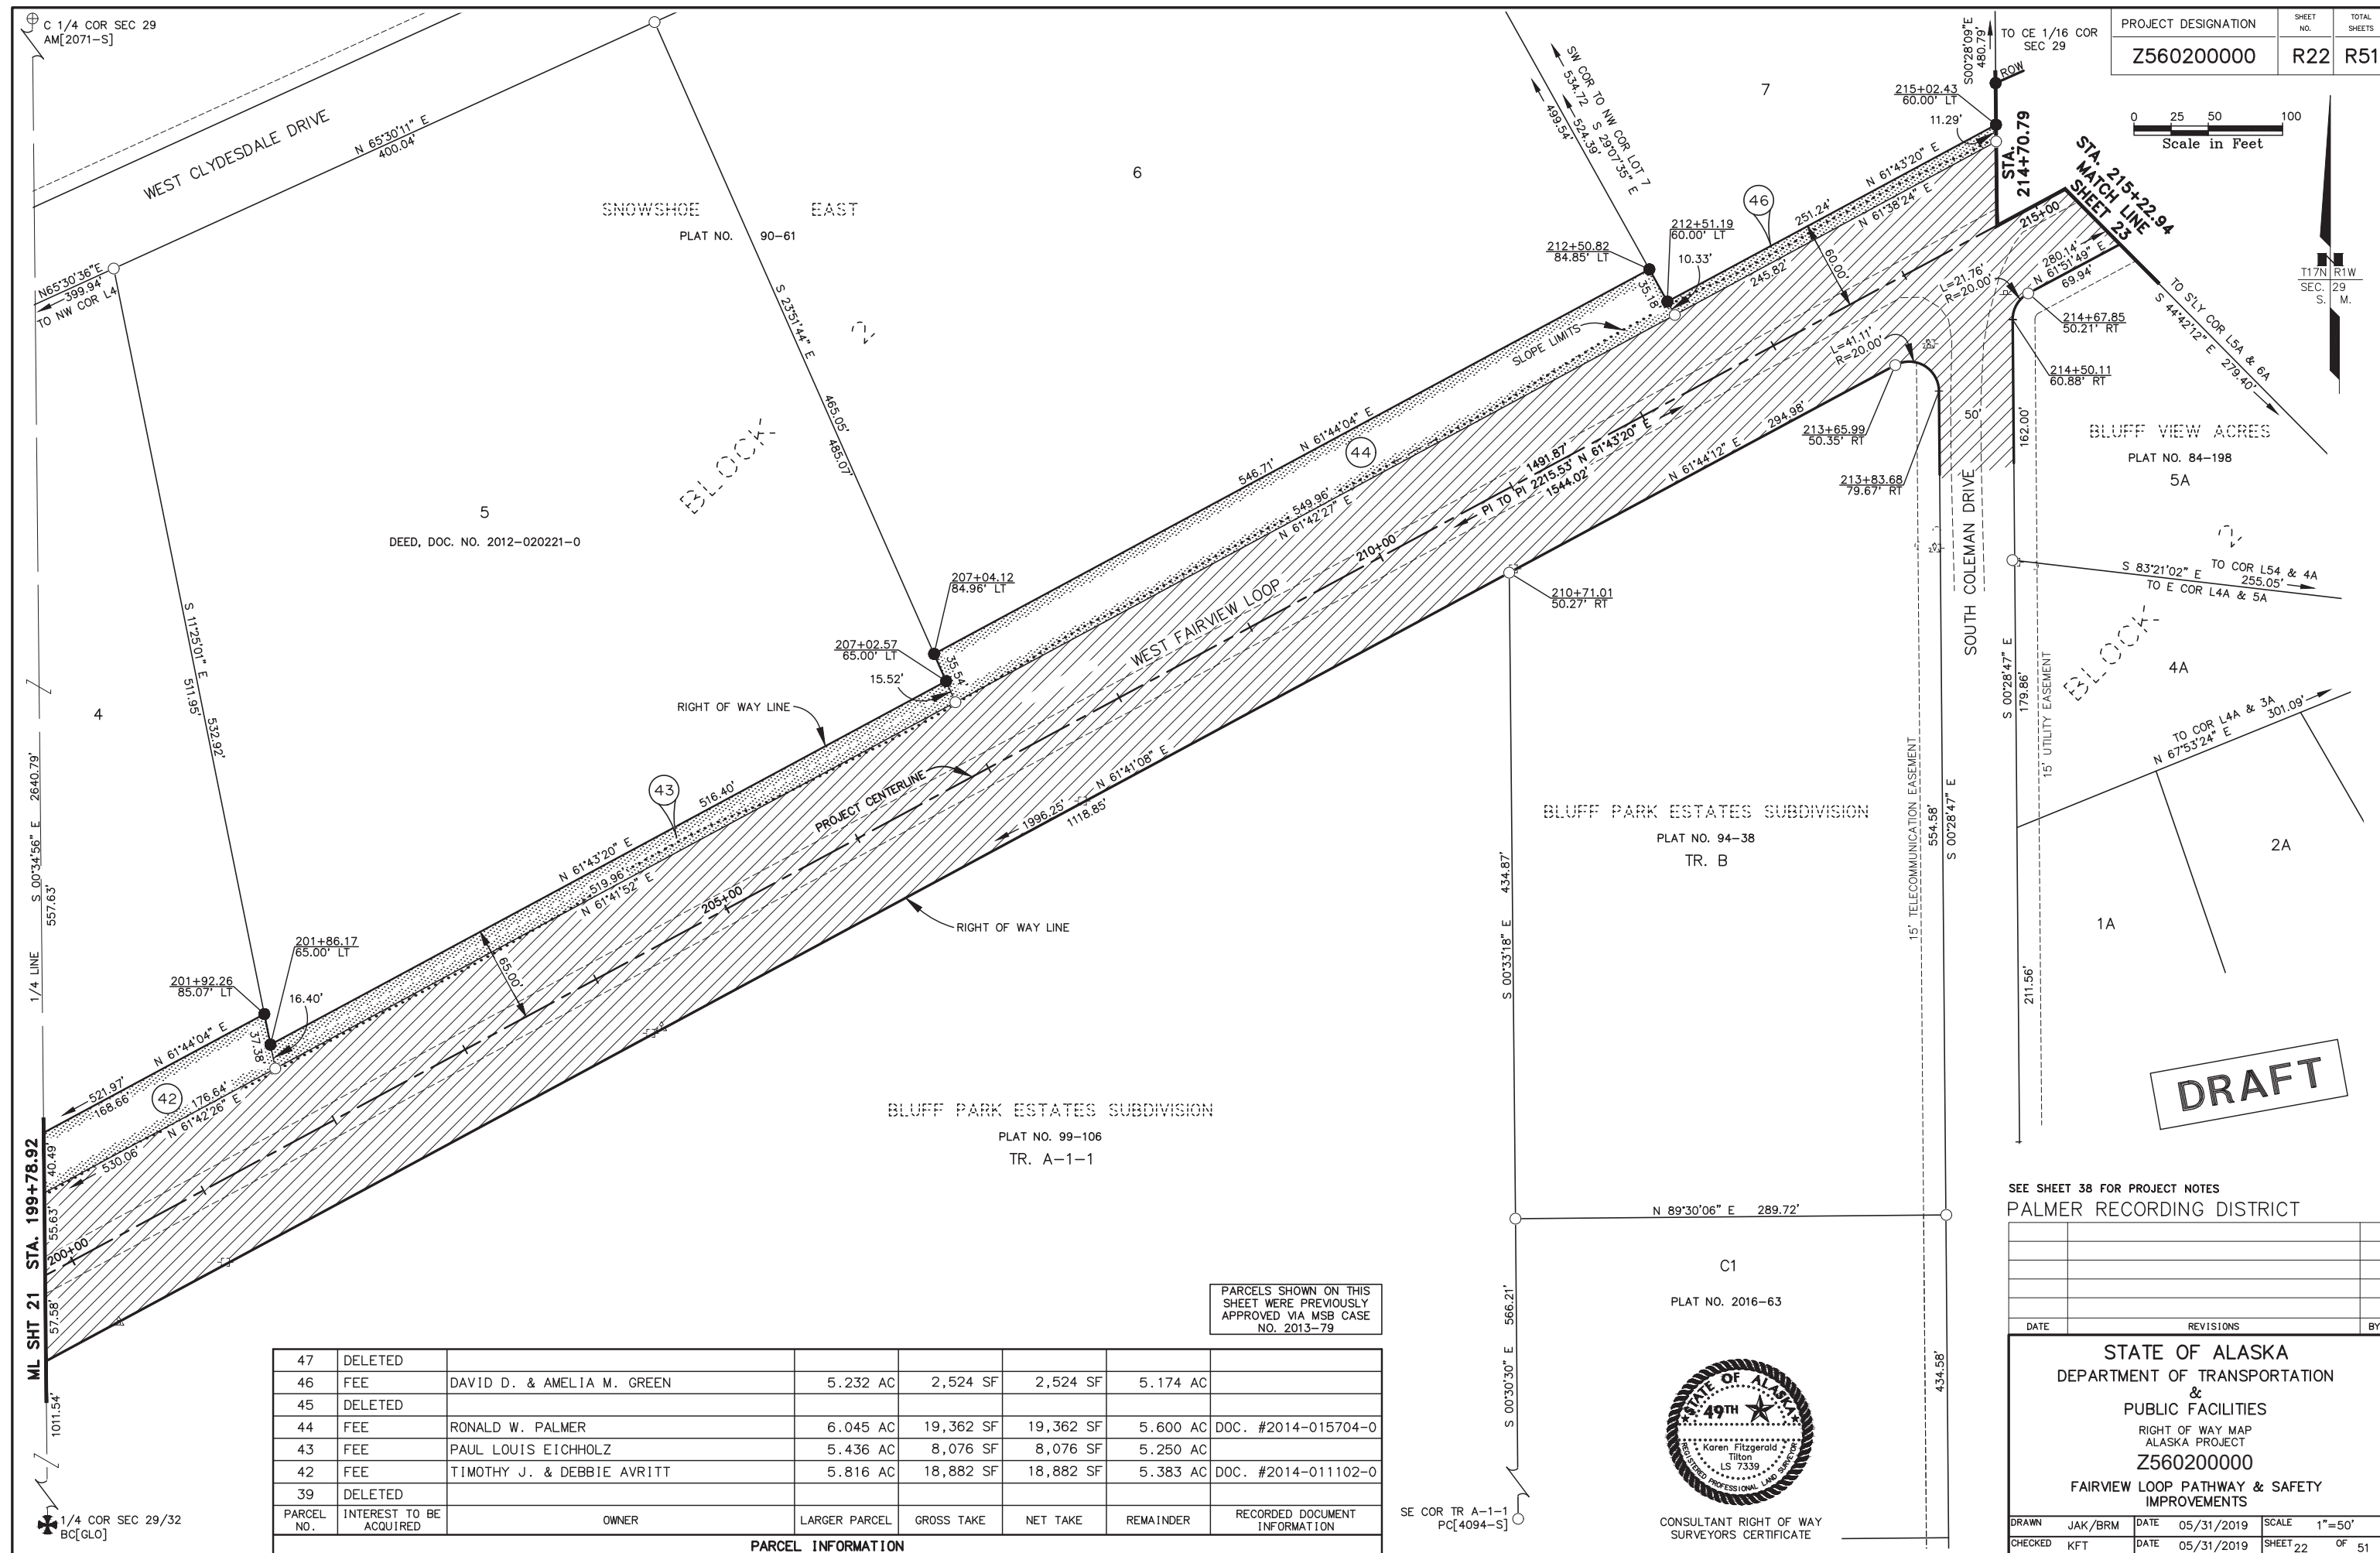 C 1/4 COR SEC 29
AM[2071-S]
WEST CLYDESDALE DRIVE
N 65°30'11" E
400.04'
N65°30'36"E
399.94'
TO NW COR L4
SNOWSHOE EAST
PLAT NO. 90-61
6
7
5
DEED, DOC. NO. 2012-020221-0
BLOCK 2
S 23°51'44" E
465.05'
485.07'
S 11°25'01" E
511.95'
532.92'
4
1/4 LINE S 00°34'56" E 2640.79'
557.63'
SW COR TO NW COR LOT 7
534.72 S 29°07'35" E
524.39'
499.54'
S00°28'09"E
480.79'
TO CE 1/16 COR
SEC 29
ROW
215+02.43
60.00' LT
11.29'
STA.
214+70.79
STA. 215+22.94
MATCH LINE
SHEET 23
215+00
PROJECT DESIGNATION
SHEET NO.
TOTAL SHEETS
Z560200000
R22
R51
0 25 50 100
Scale in Feet
N
T17N R1W
SEC. 29
S. M.
N 61°43'20" E
251.24'
N 61°38'24" E
245.82'
46
60.00'
212+51.19
60.00' LT
10.33'
212+50.82
84.85' LT
35.18'
SLOPE LIMITS
N 61°44'04" E
546.71'
44
549.96'
N 61°42'27" E
1491.87'
PI TO PI 2215.53' N 61°43'20" E
1544.02'
N 61°44'12" E
294.98'
210+00
210+71.01
50.27' RT
L=41.11'
R=20.00'
L=21.76'
R=20.00'
280.14'
N 61°51'49" E
69.94'
214+67.85
50.21' RT
214+50.11
60.88' RT
213+65.99
50.35' RT
213+83.68
79.67' RT
50'
162.00'
TO S'LY COR L5A & 6A
S 44°42'12" E 279.40'
BLUFF VIEW ACRES
PLAT NO. 84-198
5A
2
S 83°21'02" E TO COR L54 & 4A
255.05'
TO E COR L4A & 5A
BLOCK
4A
SOUTH COLEMAN DRIVE
S 00°28'47" E
179.86'
15' UTILITY EASEMENT
TO COR L4A & 3A
301.09'
N 67°53'24" E
2A
1A
211.56'
207+04.12
84.96' LT
207+02.57
65.00' LT
15.52'
35.54'
RIGHT OF WAY LINE
WEST FAIRVIEW LOOP
PROJECT CENTERLINE
43
516.40'
N 61°43'20" E
519.96'
N 61°41'52" E
205+00
N 61°41'08" E
1996.25'
1118.85'
RIGHT OF WAY LINE
65.00'
201+86.17
65.00' LT
201+92.26
85.07' LT
16.40'
37.38'
N 61°44'04" E
521.97'
168.66'
42
176.64'
N 61°42'26" E
530.06'
40.49'
55.63'
57.58'
200+00
ML SHT 21 STA. 199+78.92
1011.54'
1/4 COR SEC 29/32
BC[GLO]
BLUFF PARK ESTATES SUBDIVISION
PLAT NO. 99-106
TR. A-1-1
BLUFF PARK ESTATES SUBDIVISION
PLAT NO. 94-38
TR. B
434.87'
S 00°33'18" E
15' TELECOMMUNICATION EASEMENT
554.58'
S 00°28'47" E
N 89°30'06" E 289.72'
C1
PLAT NO. 2016-63
S 00°30'30" E 566.21'
434.58'
SE COR TR A-1-1
PC[4094-S]
STATE OF ALASKA
49TH
Karen Fitzgerald
Tilton
LS 7339
REGISTERED PROFESSIONAL LAND SURVEYOR
CONSULTANT RIGHT OF WAY
SURVEYORS CERTIFICATE
DRAFT
PARCELS SHOWN ON THIS
SHEET WERE PREVIOUSLY
APPROVED VIA MSB CASE
NO. 2013-79
47 DELETED
46 FEE DAVID D. & AMELIA M. GREEN 5.232 AC 2,524 SF 2,524 SF 5.174 AC
45 DELETED
44 FEE RONALD W. PALMER 6.045 AC 19,362 SF 19,362 SF 5.600 AC DOC. #2014-015704-0
43 FEE PAUL LOUIS EICHHOLZ 5.436 AC 8,076 SF 8,076 SF 5.250 AC
42 FEE TIMOTHY J. & DEBBIE AVRITT 5.816 AC 18,882 SF 18,882 SF 5.383 AC DOC. #2014-011102-0
39 DELETED
PARCEL NO. INTEREST TO BE ACQUIRED OWNER LARGER PARCEL GROSS TAKE NET TAKE REMAINDER RECORDED DOCUMENT INFORMATION
PARCEL INFORMATION
SEE SHEET 38 FOR PROJECT NOTES
PALMER RECORDING DISTRICT
DATE REVISIONS BY
STATE OF ALASKA
DEPARTMENT OF TRANSPORTATION
&
PUBLIC FACILITIES
RIGHT OF WAY MAP
ALASKA PROJECT
Z560200000
FAIRVIEW LOOP PATHWAY & SAFETY
IMPROVEMENTS
DRAWN JAK/BRM DATE 05/31/2019 SCALE 1"=50'
CHECKED KFT DATE 05/31/2019 SHEET 22 OF 51